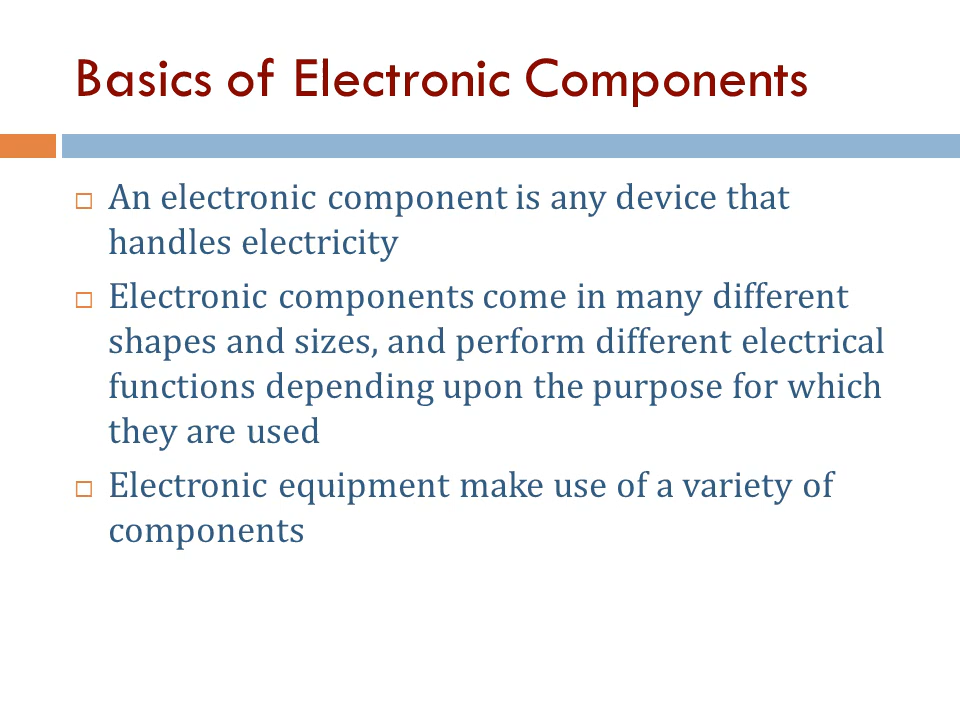 Basics of Electronic Components
An electronic component is any device that
handles electricity
Electronic components come in many different
shapes and sizes, and perform different electrical
functions depending upon the purpose for which
they are used
Electronic equipment make use of a variety of
components